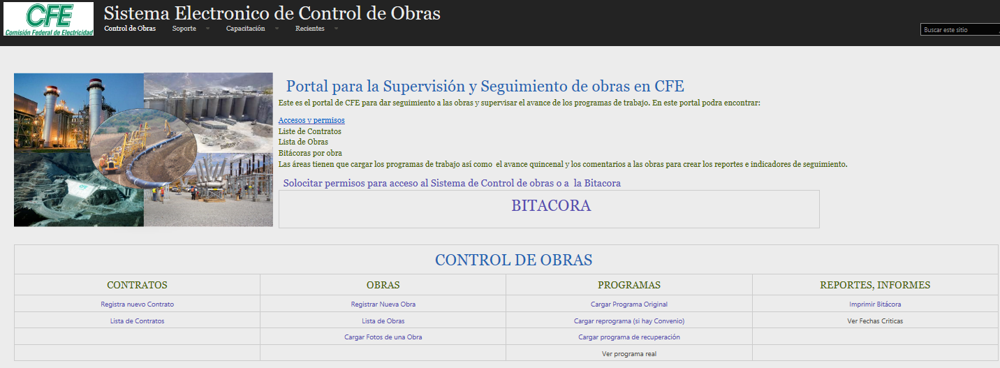 CFE
Comisión Federal de Electricidad
Sistema Electronico de Control de Obras
Control de Obras Soporte Capacitación Recientes
Buscar este sitio
Portal para la Supervisión y Seguimiento de obras en CFE
Este es el portal de CFE para dar seguimiento a las obras y supervisar el avance de los programas de trabajo. En este portal podra encontrar:
Accesos y permisos
Liste de Contratos
Lista de Obras
Bitácoras por obra
Las áreas tienen que cargar los programas de trabajo así como el avance quincenal y los comentarios a las obras para crear los reportes e indicadores de seguimiento.
Solocitar permisos para acceso al Sistema de Control de obras o a la Bitacora
BITACORA
CONTROL DE OBRAS
CONTRATOS OBRAS PROGRAMAS REPORTES, INFORMES
Registra nuevo Contrato Registrar Nueva Obra Cargar Programa Original Imprimir Bitácora
Lista de Contratos Lista de Obras Cargar reprograma (si hay Convenio) Ver Fechas Criticas
Cargar Fotos de una Obra Cargar programa de recuperación
Ver programa real